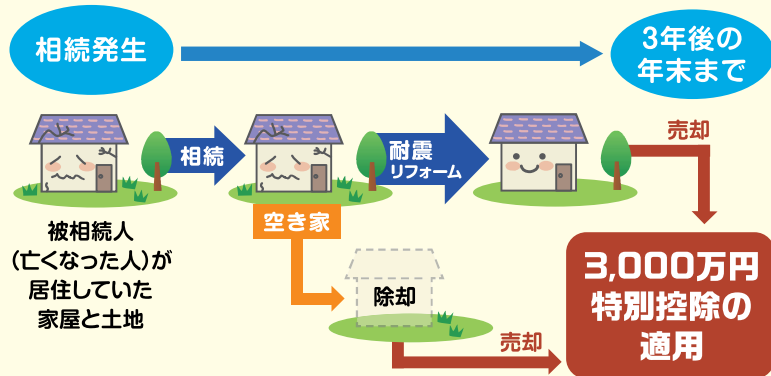 相続発生
3年後の
年末まで
相続
耐震
リフォーム
売却
被相続人
（亡くなった人）が
居住していた
家屋と土地
空き家
除却
売却
3,000万円
特別控除の
適用